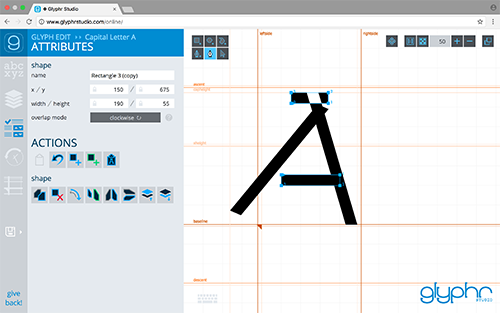 Glyphr Studio
www.glyphrstudio.com/online/
GLYPH EDIT ›› Capital Letter A
ATTRIBUTES
shape
name Rectangle 3 (copy)
x / y 150 / 675
width / height 190 / 55
overlap mode clockwise
ACTIONS
shape
give
back!
abc
xyz
leftside
rightside
50
ascent
xheight
baseline
descent
glyphr
STUDIO